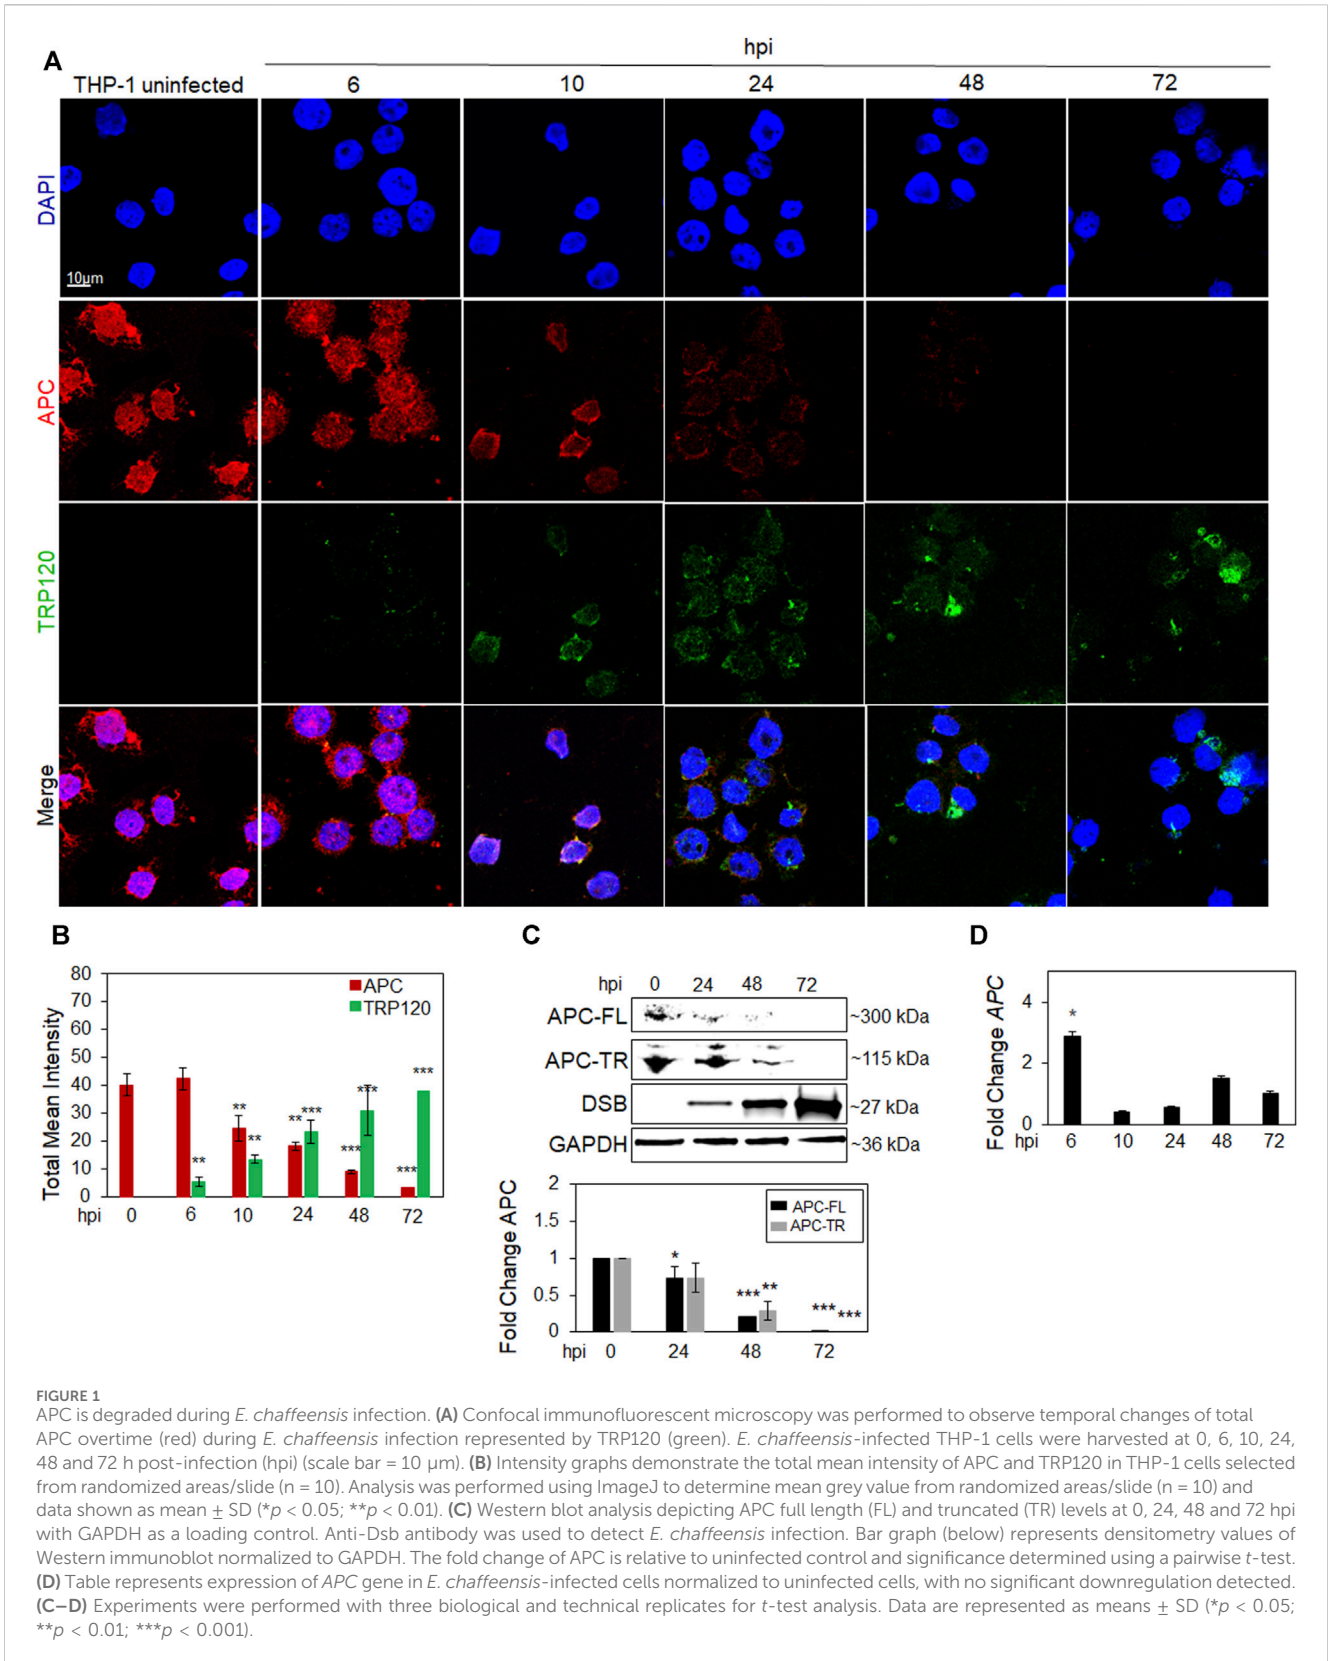 A
hpi
THP-1 uninfected 6 10 24 48 72
DAPI
10µm
APC
TRP120
Merge
B
80
70
60
50
40
30
20
10
0
Total Mean Intensity
APC
TRP120
** ** ** ** *** *** *** *** ***
hpi 0 6 10 24 48 72
C
hpi 0 24 48 72
APC-FL ~300 kDa
APC-TR ~115 kDa
DSB ~27 kDa
GAPDH ~36 kDa
2
1.5
1
0.5
0
Fold Change APC
APC-FL
APC-TR
* *** ** *** ***
hpi 0 24 48 72
D
4
2
0
Fold Change APC
*
hpi 6 10 24 48 72
FIGURE 1
APC is degraded during E. chaffeensis infection. (A) Confocal immunofluorescent microscopy was performed to observe temporal changes of total
APC overtime (red) during E. chaffeensis infection represented by TRP120 (green). E. chaffeensis-infected THP-1 cells were harvested at 0, 6, 10, 24,
48 and 72 h post-infection (hpi) (scale bar = 10 µm). (B) Intensity graphs demonstrate the total mean intensity of APC and TRP120 in THP-1 cells selected
from randomized areas/slide (n = 10). Analysis was performed using ImageJ to determine mean grey value from randomized areas/slide (n = 10) and
data shown as mean ± SD (*p < 0.05; **p < 0.01). (C) Western blot analysis depicting APC full length (FL) and truncated (TR) levels at 0, 24, 48 and 72 hpi
with GAPDH as a loading control. Anti-Dsb antibody was used to detect E. chaffeensis infection. Bar graph (below) represents densitometry values of
Western immunoblot normalized to GAPDH. The fold change of APC is relative to uninfected control and significance determined using a pairwise t-test.
(D) Table represents expression of APC gene in E. chaffeensis-infected cells normalized to uninfected cells, with no significant downregulation detected.
(C–D) Experiments were performed with three biological and technical replicates for t-test analysis. Data are represented as means ± SD (*p < 0.05;
**p < 0.01; ***p < 0.001).